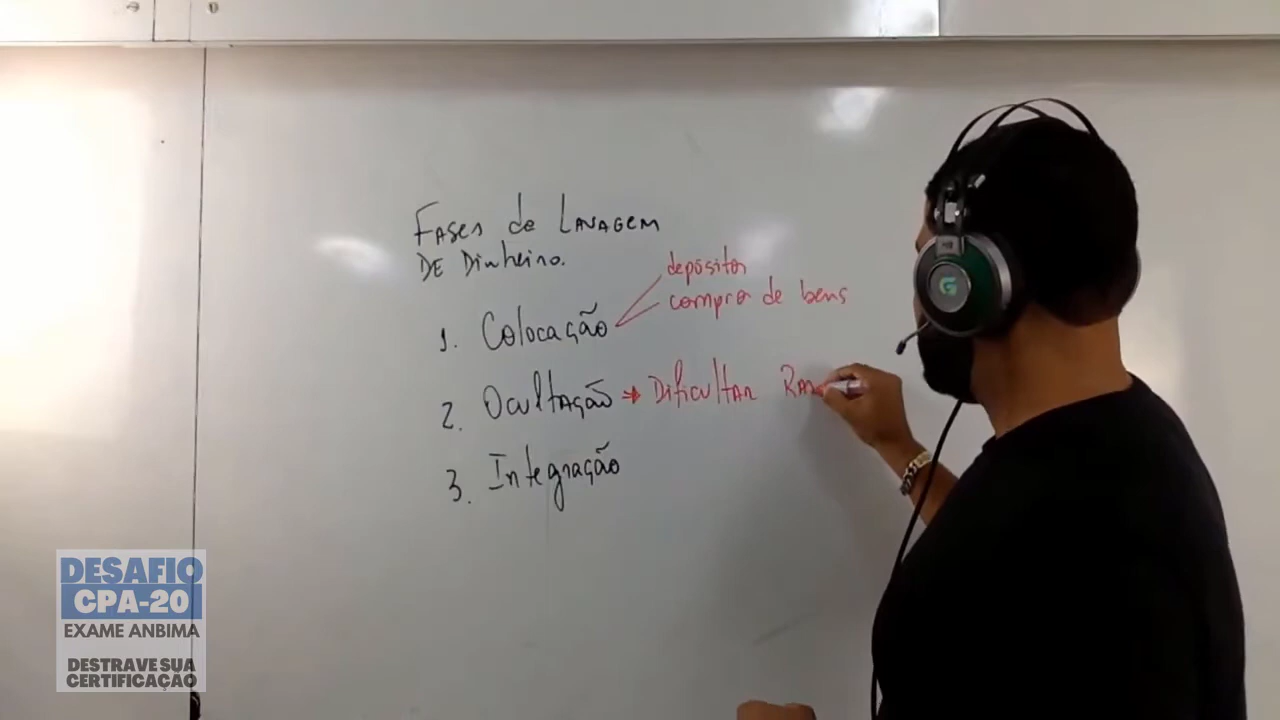 Fases de Lavagem
DE Dinheiro.
depósitos
compra de bens
1. Colocação
2. Ocultação → Dificultar
3. Integração
G
DESAFIO
CPA-20
EXAME ANBIMA
DESTRAVE SUA
CERTIFICAÇÃO